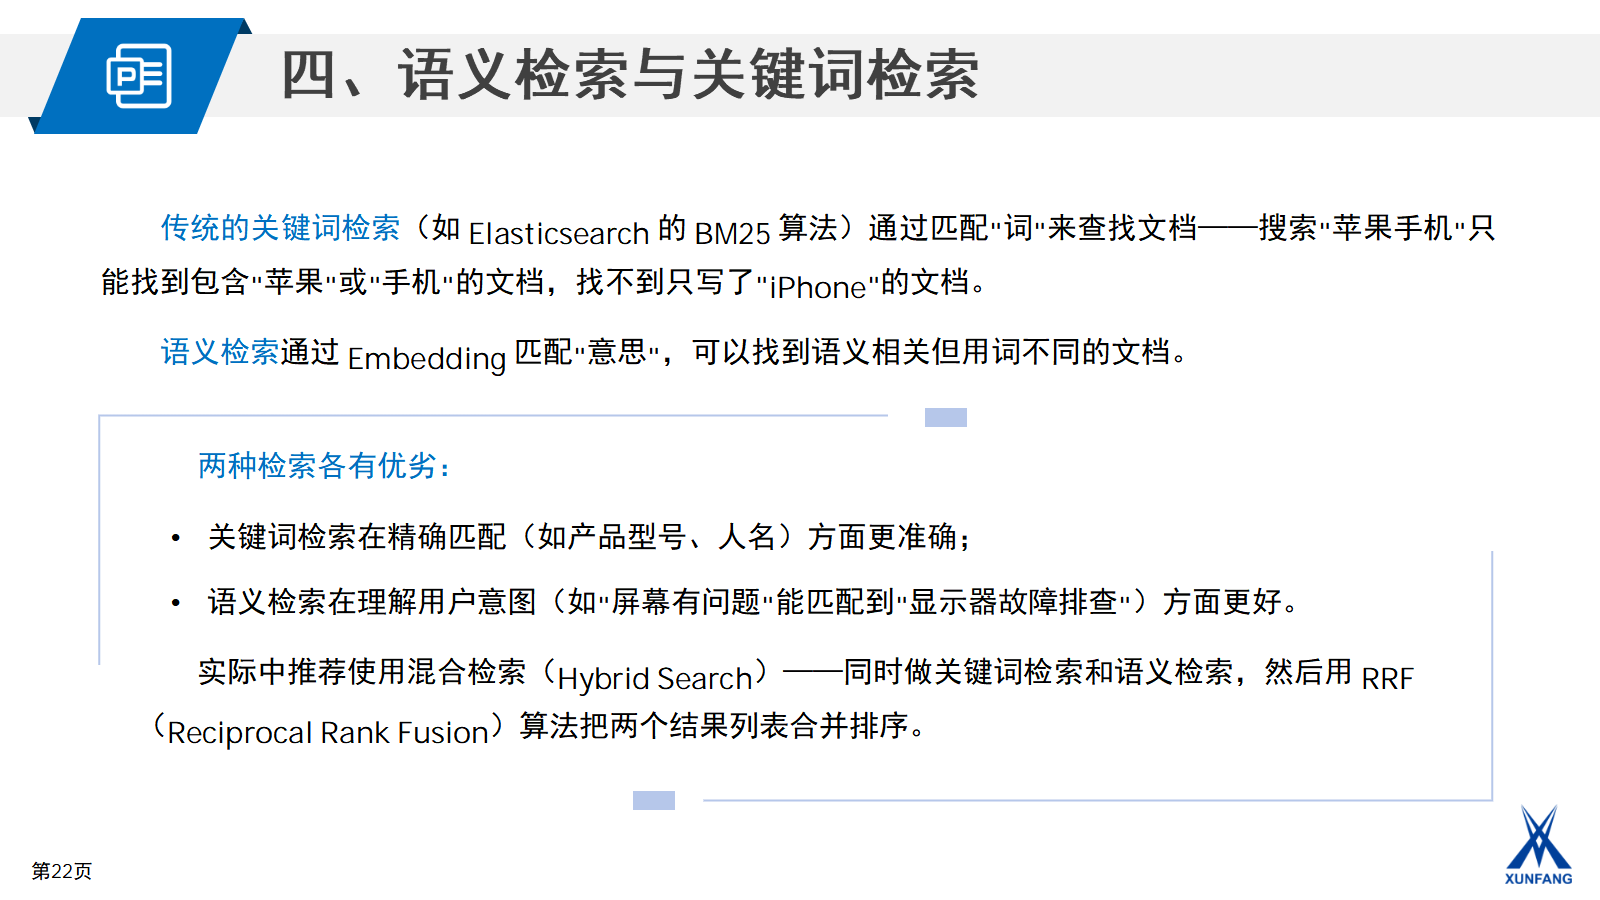 四、语义检索与关键词检索
传统的关键词检索（如 Elasticsearch 的 BM25 算法）通过匹配"词"来查找文档——搜索"苹果手机"只
能找到包含"苹果"或"手机"的文档，找不到只写了"iPhone"的文档。
语义检索通过 Embedding 匹配"意思"，可以找到语义相关但用词不同的文档。
两种检索各有优劣：
• 关键词检索在精确匹配（如产品型号、人名）方面更准确；
• 语义检索在理解用户意图（如"屏幕有问题"能匹配到"显示器故障排查"）方面更好。
实际中推荐使用混合检索（Hybrid Search）——同时做关键词检索和语义检索，然后用 RRF
（Reciprocal Rank Fusion）算法把两个结果列表合并排序。
第22页
XUNFANG